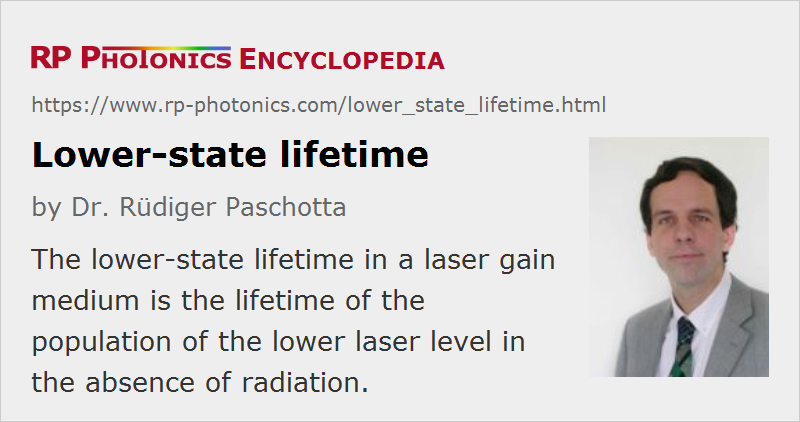 RP PHOTONICS ENCYCLOPEDIA
https://www.rp-photonics.com/lower_state_lifetime.html
Lower-state lifetime
by Dr. Rüdiger Paschotta
The lower-state lifetime in a laser gain
medium is the lifetime of the
population of the lower laser level in
the absence of radiation.